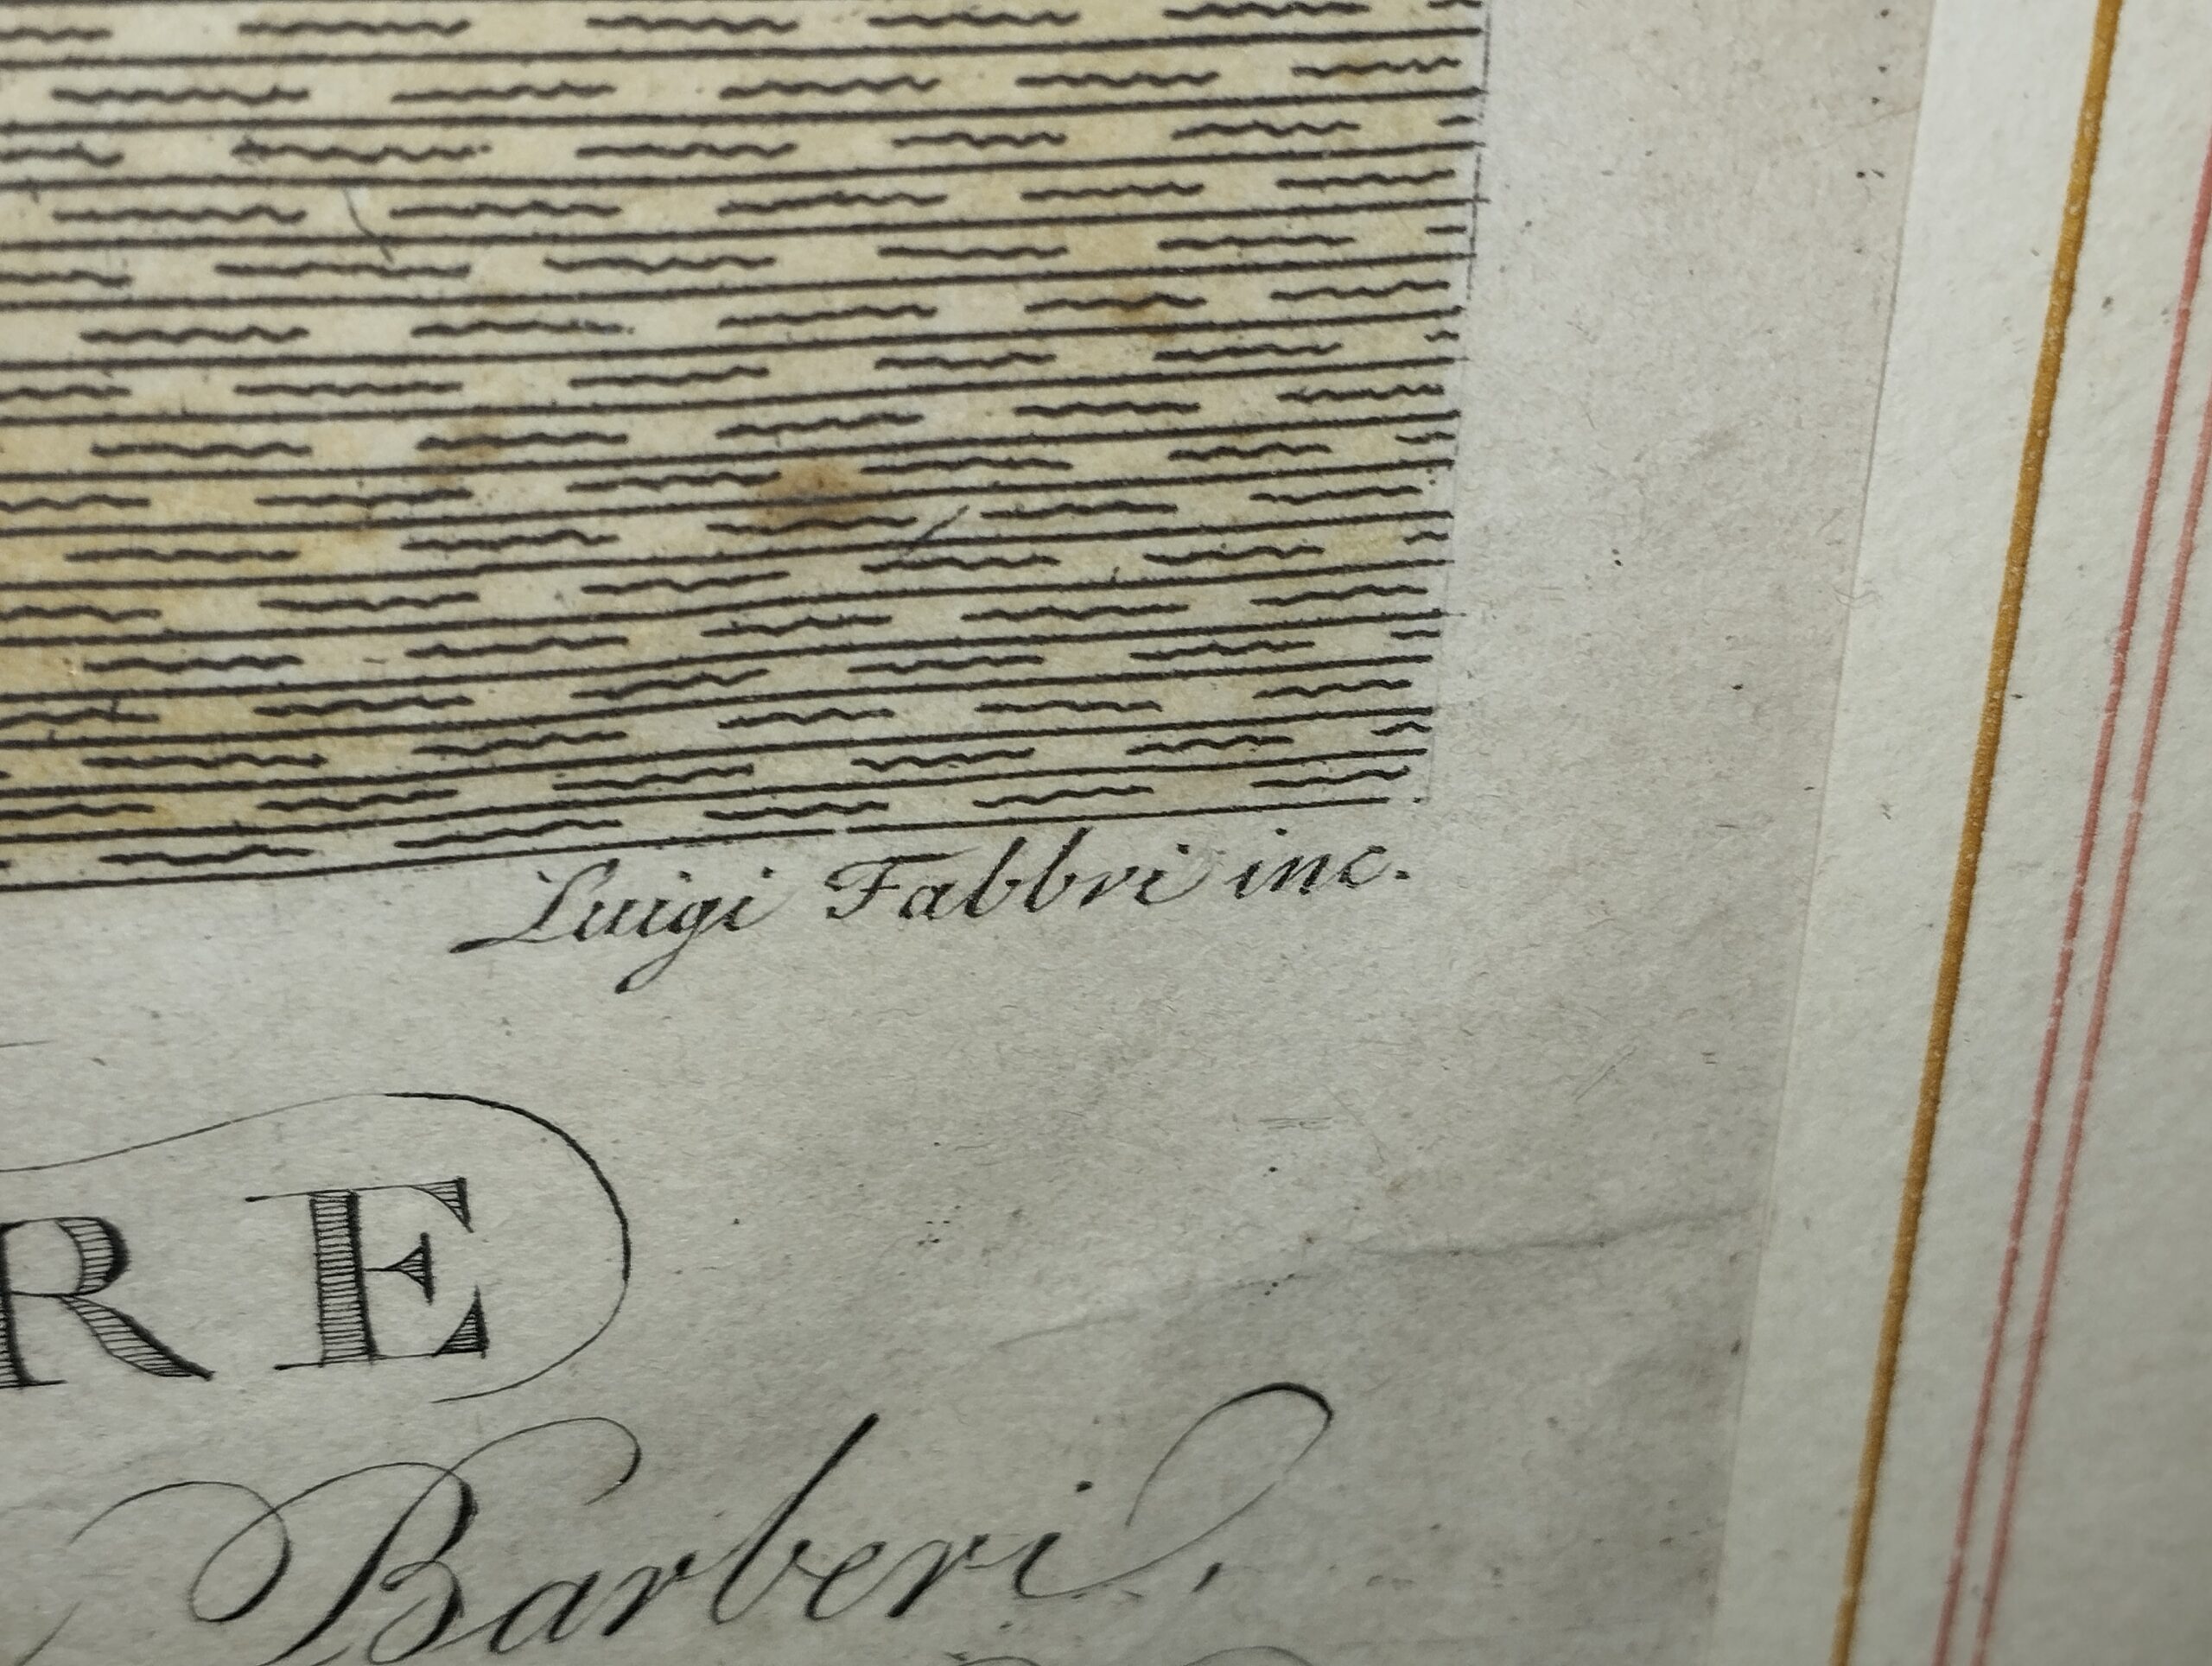 Luigi Fabbri inc.
RE
Barberi,